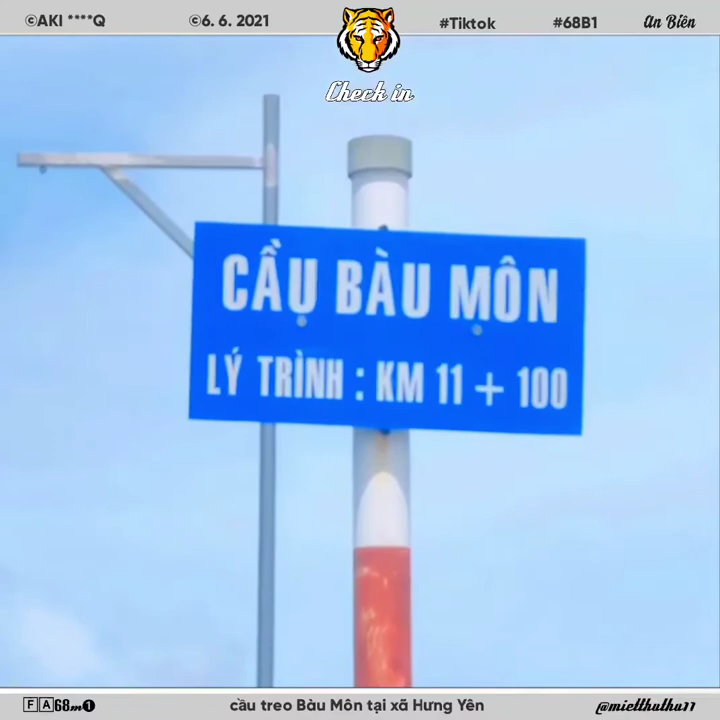 ©AKI ****Q ©6. 6. 2021 #Tiktok #68B1 An Biên
Check in
CẦU BÀU MÔN
LÝ TRÌNH : KM 11 + 100
FA68m1 cầu treo Bàu Môn tại xã Hưng Yên @mietthuthu11